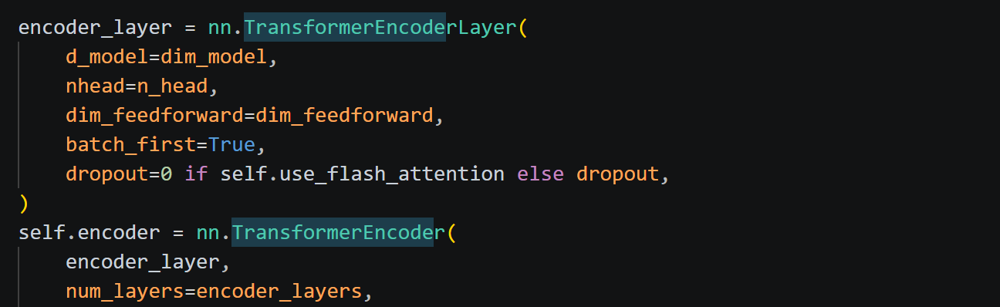 encoder_layer = nn.TransformerEncoderLayer(
    d_model=dim_model,
    nhead=n_head,
    dim_feedforward=dim_feedforward,
    batch_first=True,
    dropout=0 if self.use_flash_attention else dropout,
)
self.encoder = nn.TransformerEncoder(
    encoder_layer,
    num_layers=encoder_layers,